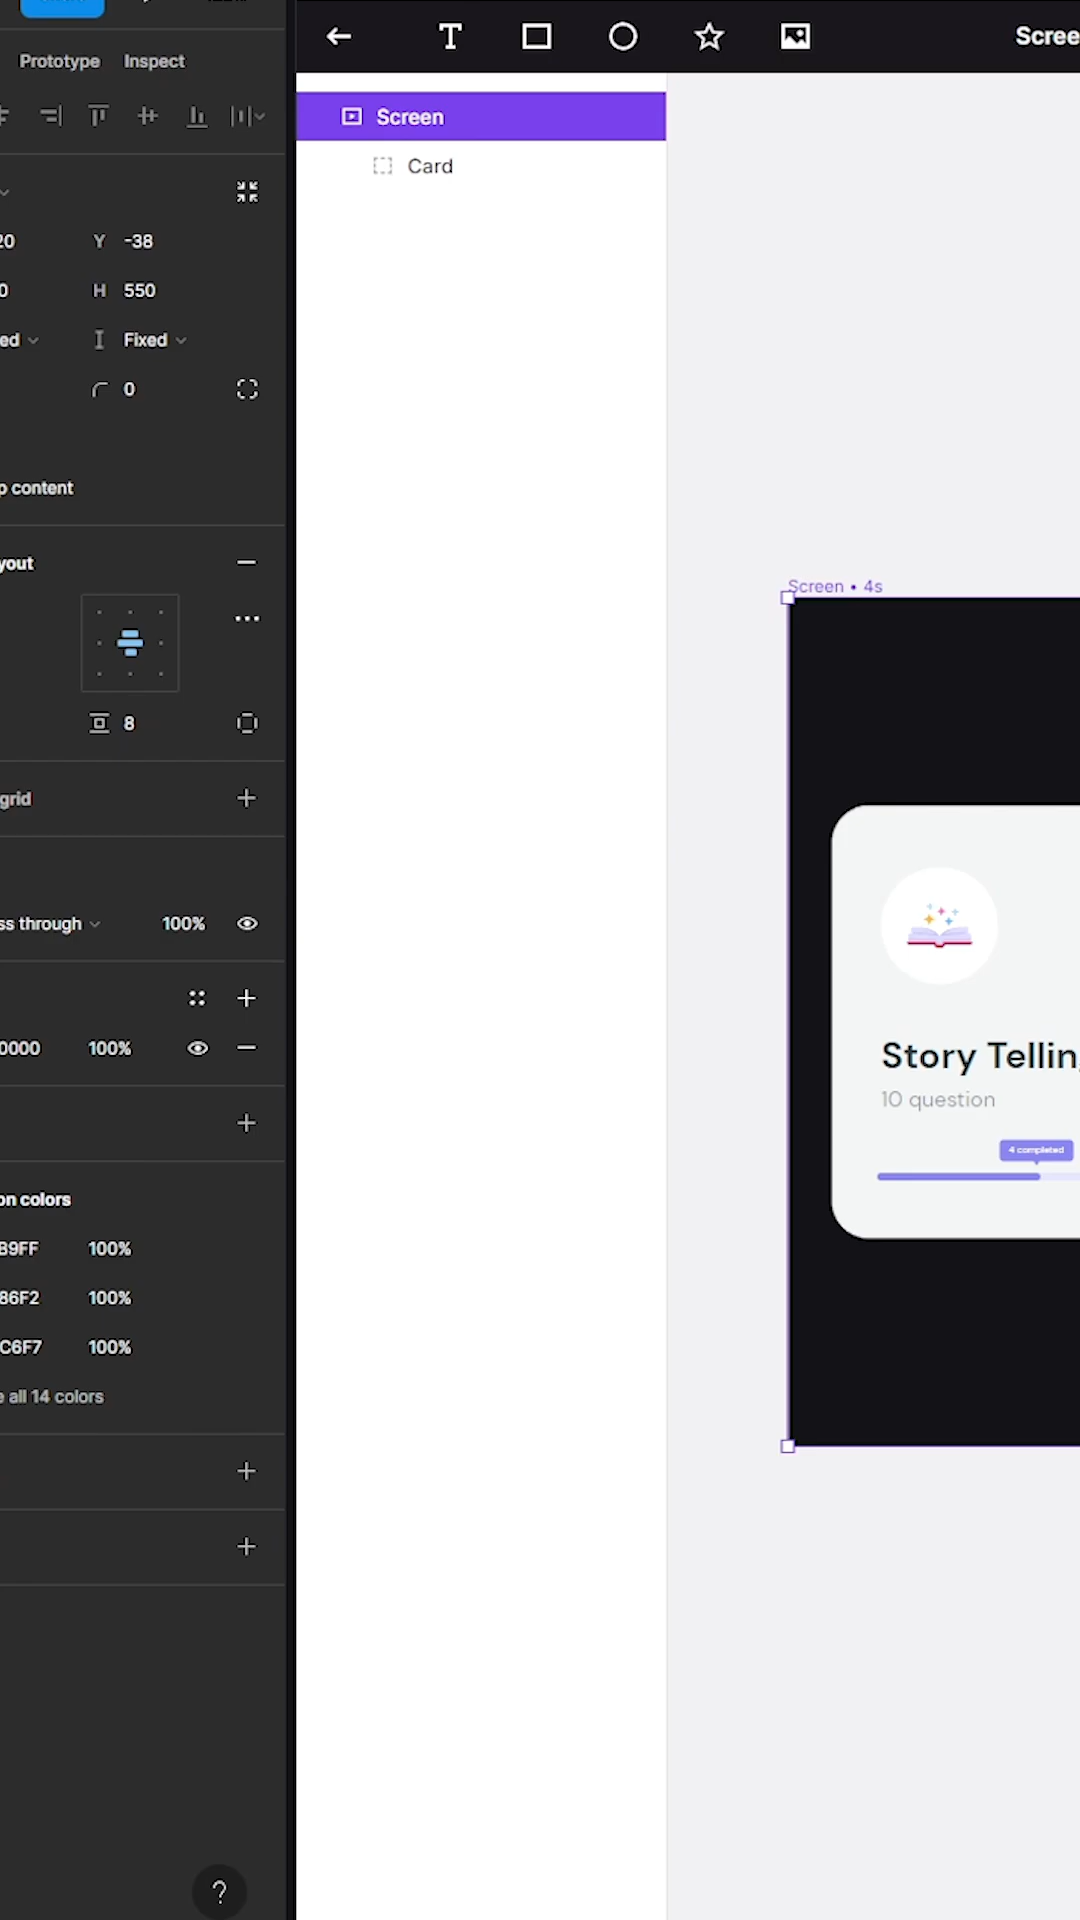 Prototype Inspect
20 Y -38
0 H 550
ed Fixed
0
p content
yout
8
grid
ss through 100%
0000 100%
on colors
B9FF 100%
86F2 100%
C6F7 100%
e all 14 colors
?
T Scree
Screen
Card
Screen • 4s
Story Tellin
10 question
4 completed